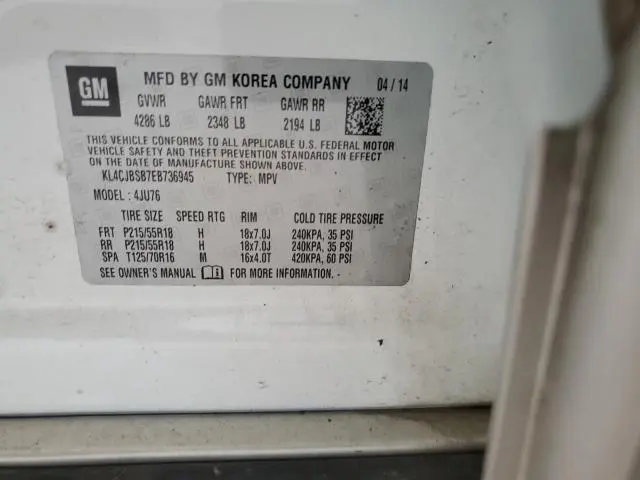 GM MFD BY GM KOREA COMPANY 04/14
GVWR GAWR FRT GAWR RR
4286 LB 2348 LB 2194 LB
THIS VEHICLE CONFORMS TO ALL APPLICABLE U.S. FEDERAL MOTOR
VEHICLE SAFETY AND THEFT PREVENTION STANDARDS IN EFFECT
ON THE DATE OF MANUFACTURE SHOWN ABOVE.
KL4CJBSB7EB736945 TYPE: MPV
MODEL: 4JU76
TIRE SIZE SPEED RTG RIM COLD TIRE PRESSURE
FRT P215/55R18 H 18x7.0J 240KPA, 35 PSI
RR P215/55R18 H 18x7.0J 240KPA, 35 PSI
SPA T125/70R16 M 16x4.0T 420KPA, 60 PSI
SEE OWNER'S MANUAL FOR MORE INFORMATION.